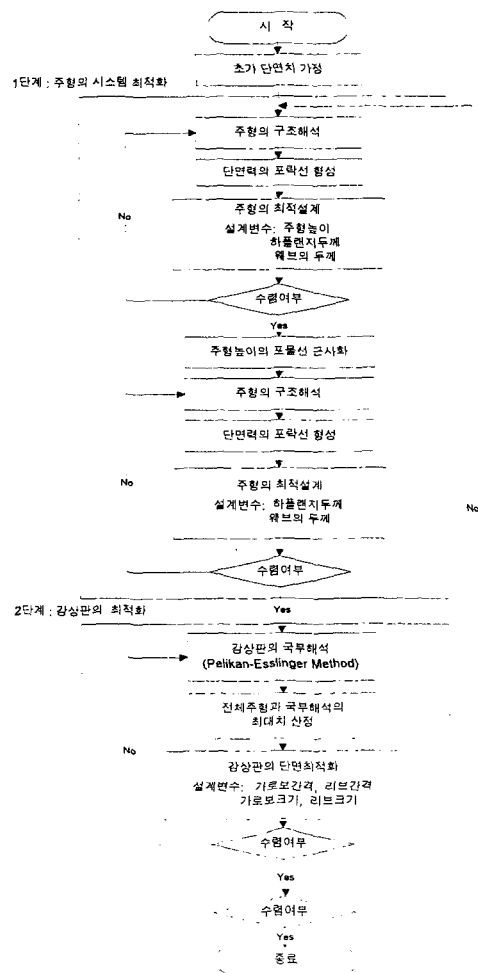 시 작
초기 단면치 가정
1단계 : 주형의 시스템 최적화
주형의 구조해석
단면력의 포락선 형성
주형의 최적설계
No
설계변수: 주형높이
하플랜지두께
웨브의 두께
수렴여부
Yes
주형높이의 포물선 근사화
주형의 구조해석
단면력의 포락선 형성
주형의 최적설계
No
설계변수: 하플랜지두께
웨브의 두께
No
수렴여부
2단계 : 강상판의 최적화
Yes
강상판의 국부해석
(Pelikan-Esslinger Method)
전체주형과 국부해석의
최대치 산정
No
강상판의 단면최적화
설계변수: 가로보간격, 리브간격
가로보크기, 리브크기
수렴여부
Yes
수렴여부
Yes
종료